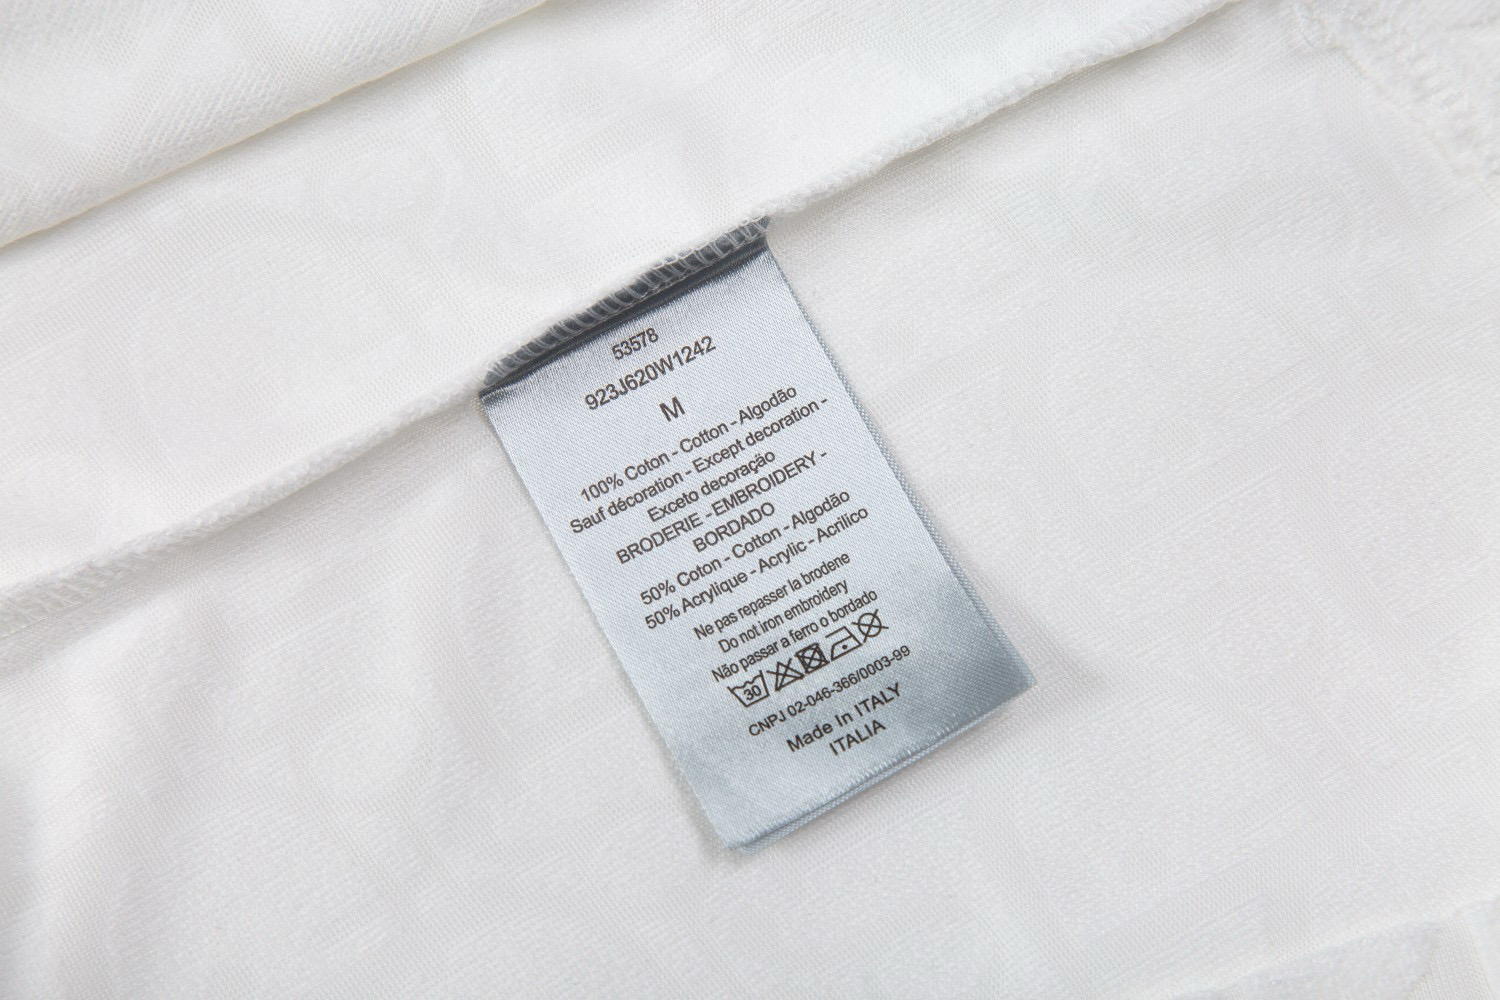 53578
923J620W1242
M
100% Coton - Cotton - Algodão
Sauf décoration - Except decoration -
Exceto decoração
BRODERIE -EMBROIDERY -
BORDADO
50% Coton - Cotton - Algodão
50% Acrylique - Acrylic - Acrilico
Ne pas repasser la brodene
Do not iron embroidery
Não passar a ferro o bordado
30
CNPJ 02-046-366/0003-99
Made In ITALY
ITALIA